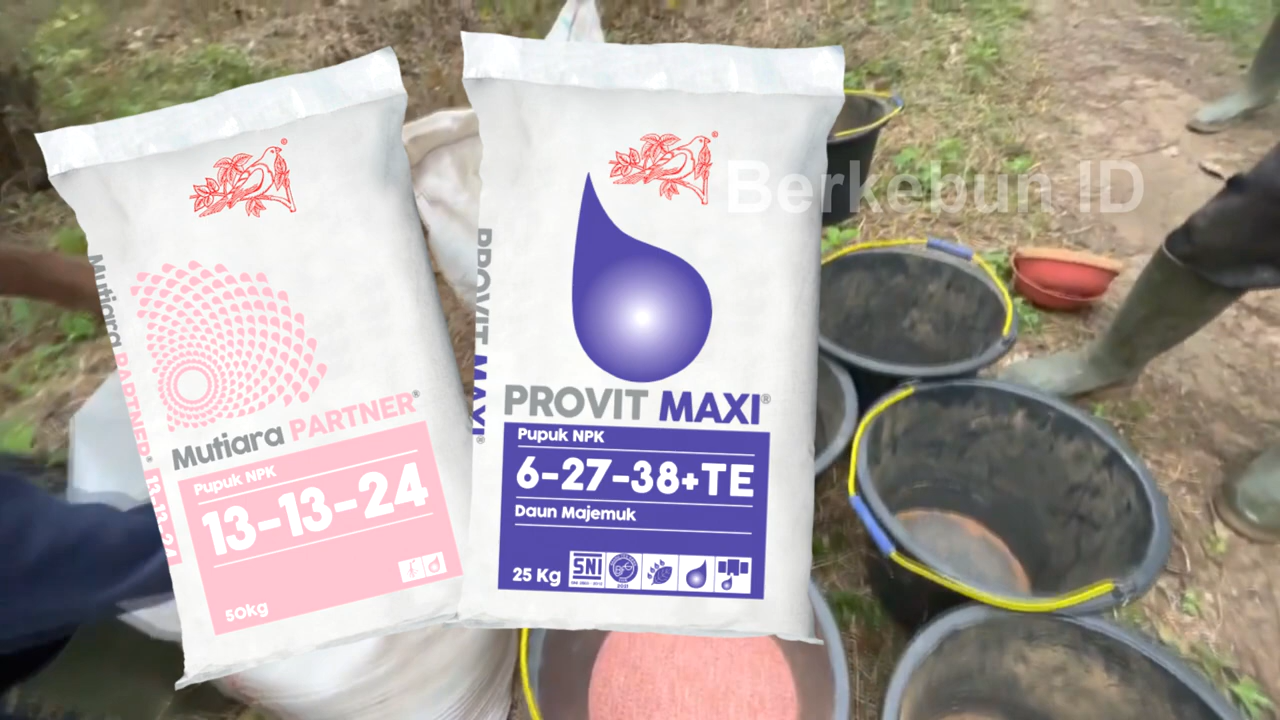 Berkebun ID
Mutiara PARTNER® 13-13-24
Mutiara PARTNER®
Pupuk NPK
13-13-24
50kg
PROVIT MAXI®
PROVIT MAXI®
Pupuk NPK
6-27-38+TE
Daun Majemuk
25 Kg
SNI